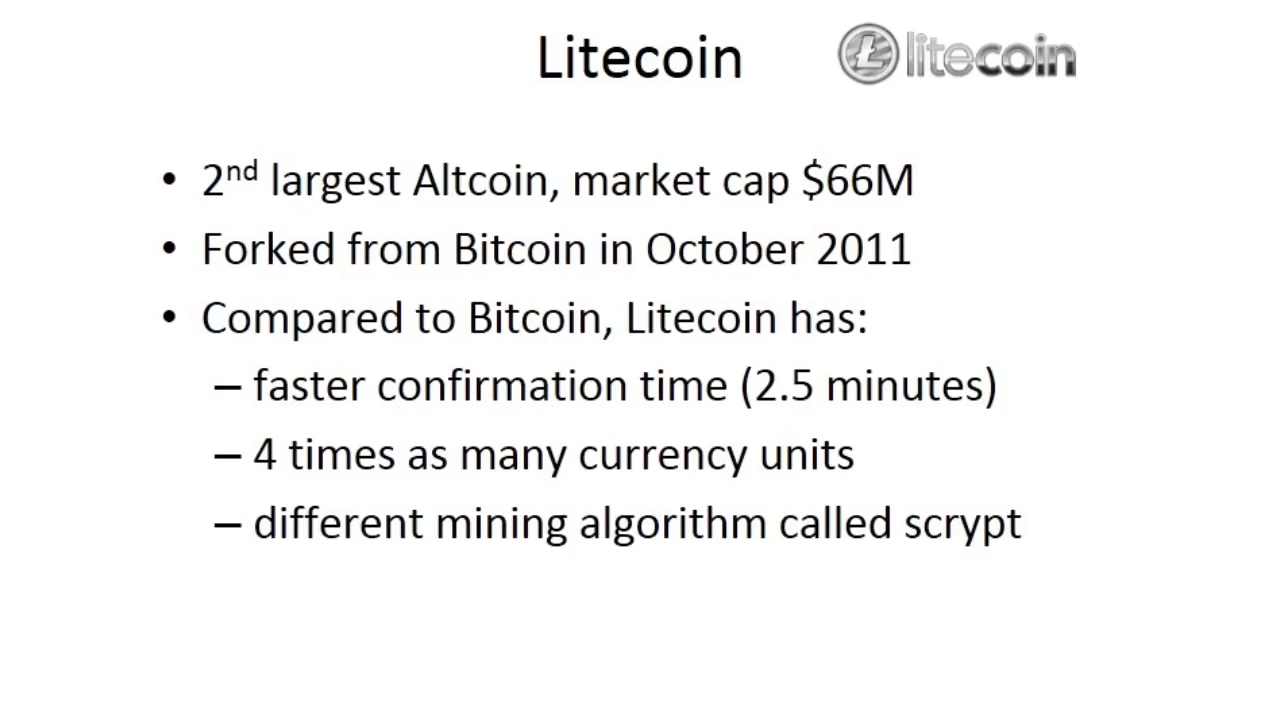 Litecoin
litecoin
• 2nd largest Altcoin, market cap $66M
• Forked from Bitcoin in October 2011
• Compared to Bitcoin, Litecoin has:
– faster confirmation time (2.5 minutes)
– 4 times as many currency units
– different mining algorithm called scrypt